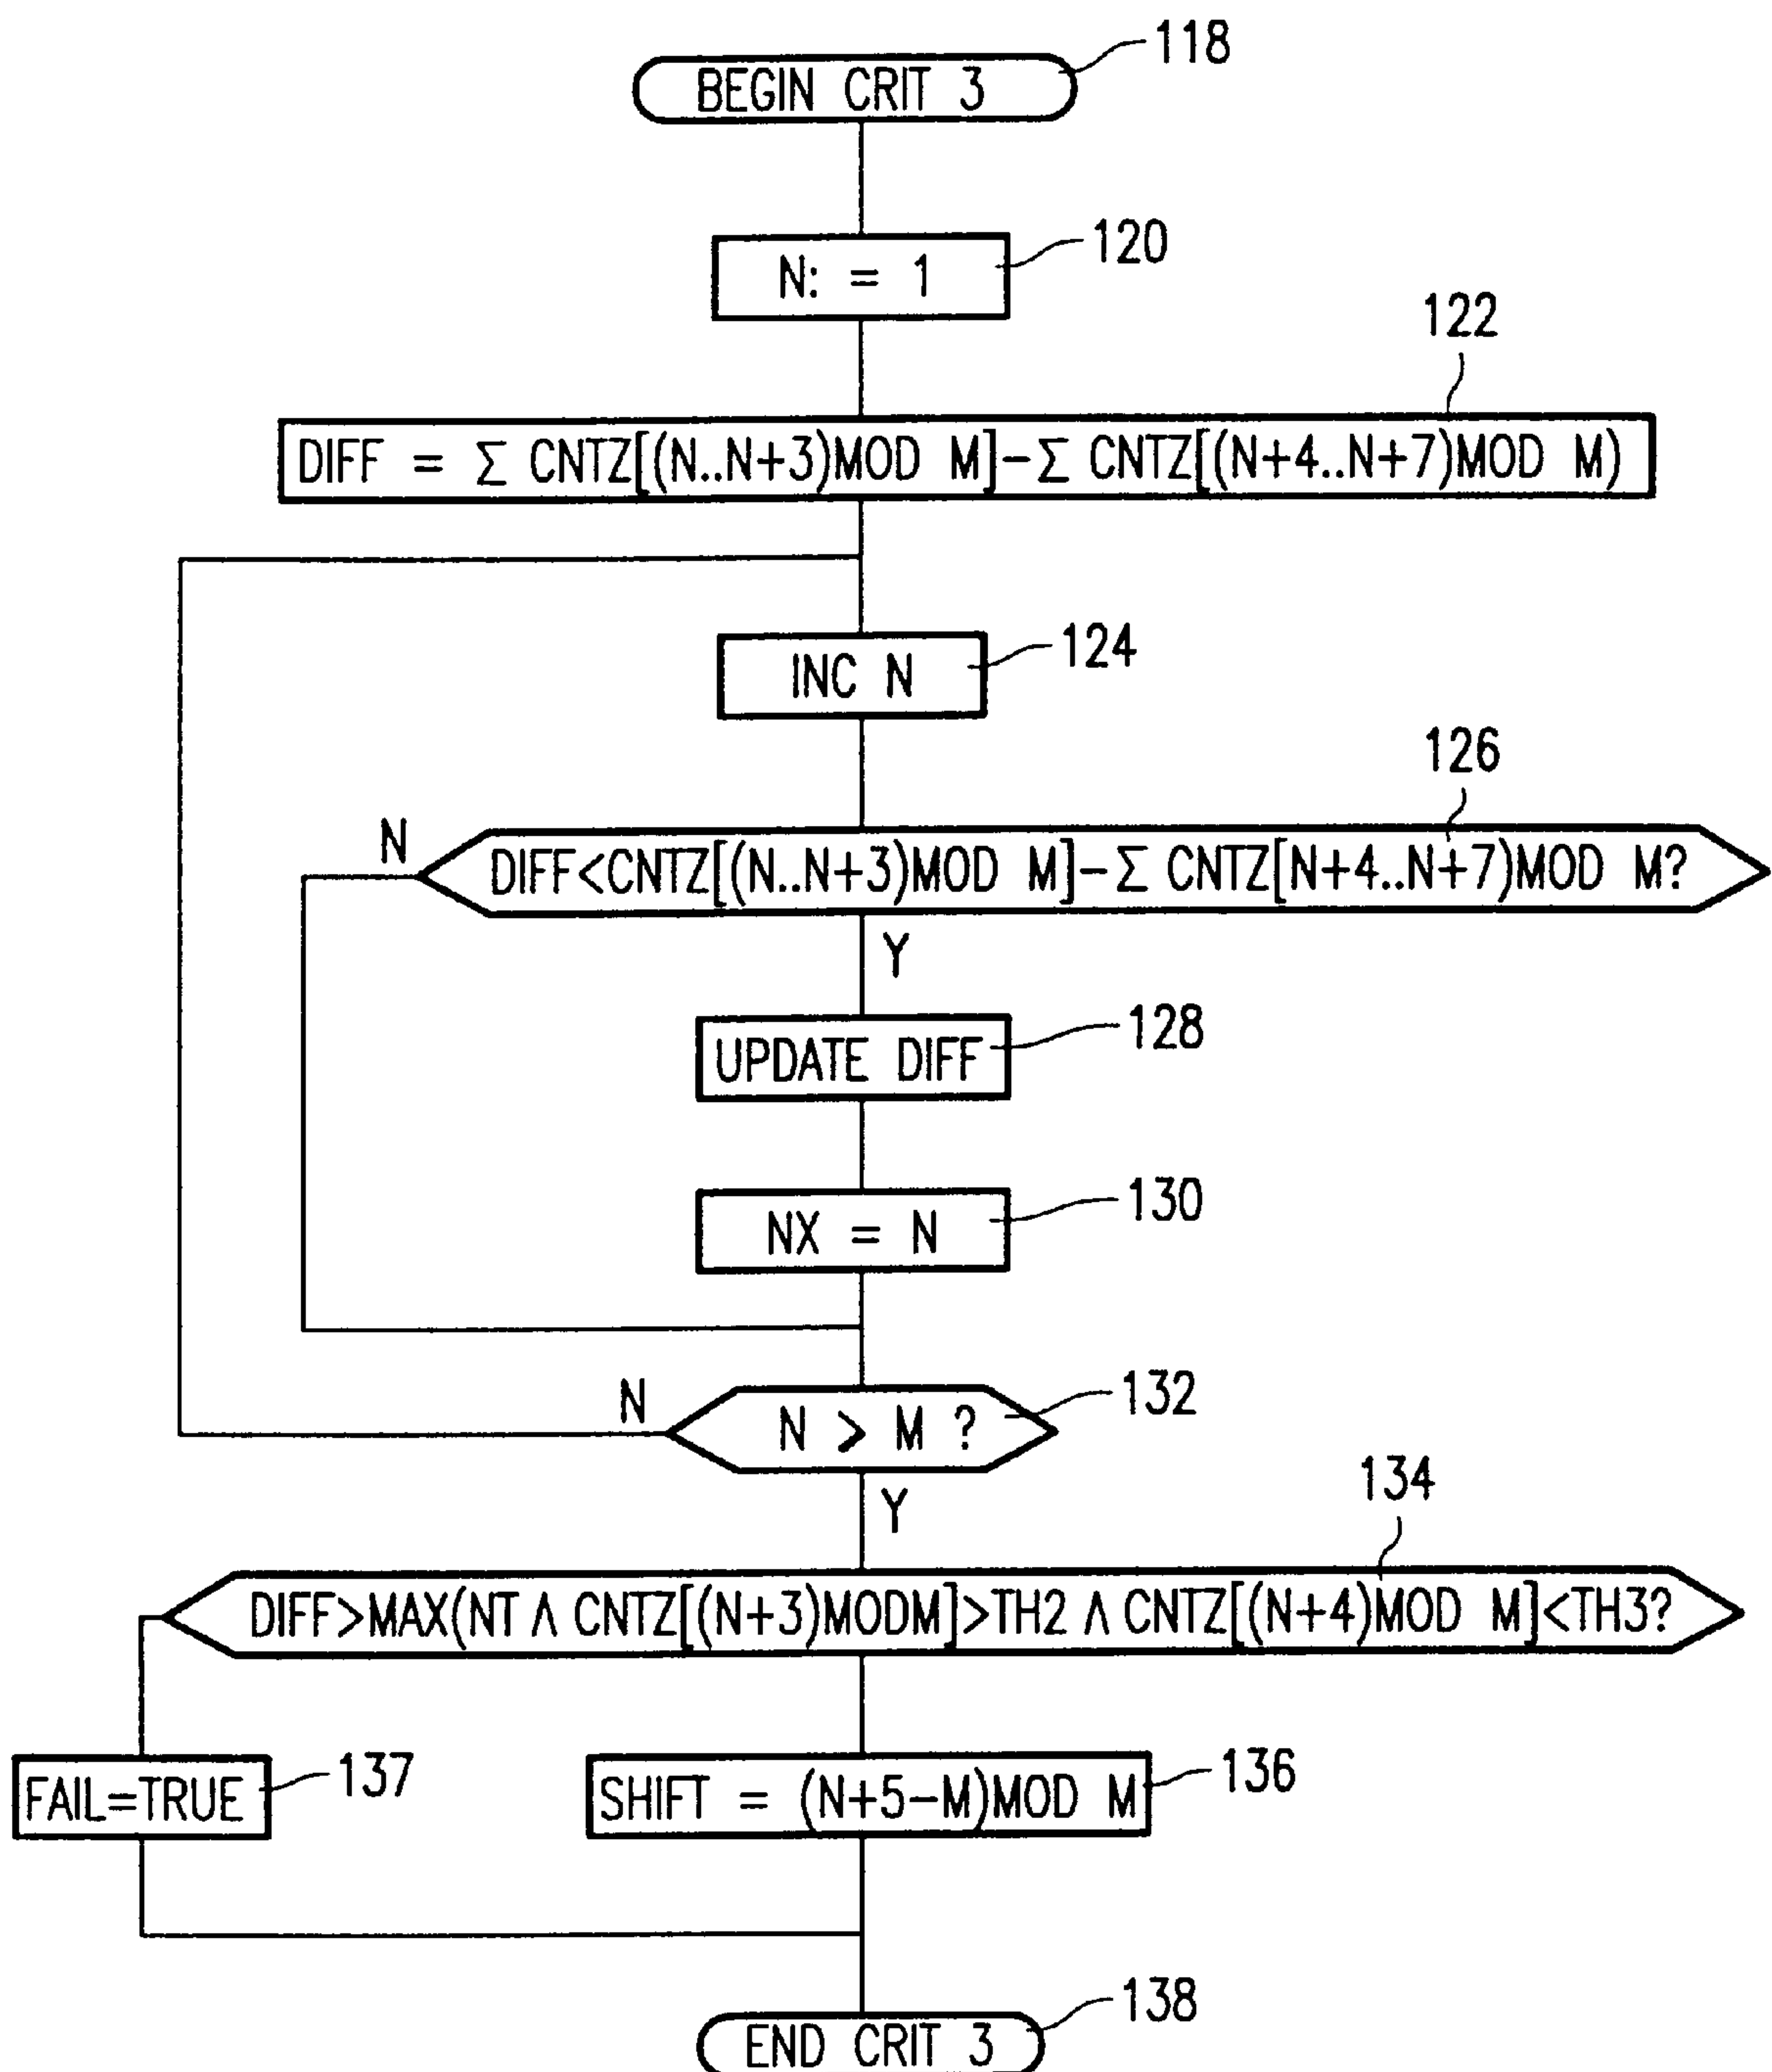 118
BEGIN CRIT 3
120
N: = 1
122
DIFF = Σ CNTZ[(N..N+3)MOD M]-Σ CNTZ[(N+4..N+7)MOD M)
124
INC N
126
N
DIFF<CNTZ[(N..N+3)MOD M]-Σ CNTZ[N+4..N+7)MOD M?
Y
128
UPDATE DIFF
130
NX = N
132
N
N > M ?
Y
134
DIFF>MAX(NT Λ CNTZ[(N+3)MODM]>TH2 Λ CNTZ[(N+4)MOD M]<TH3?
137
FAIL=TRUE
136
SHIFT = (N+5-M)MOD M
138
END CRIT 3